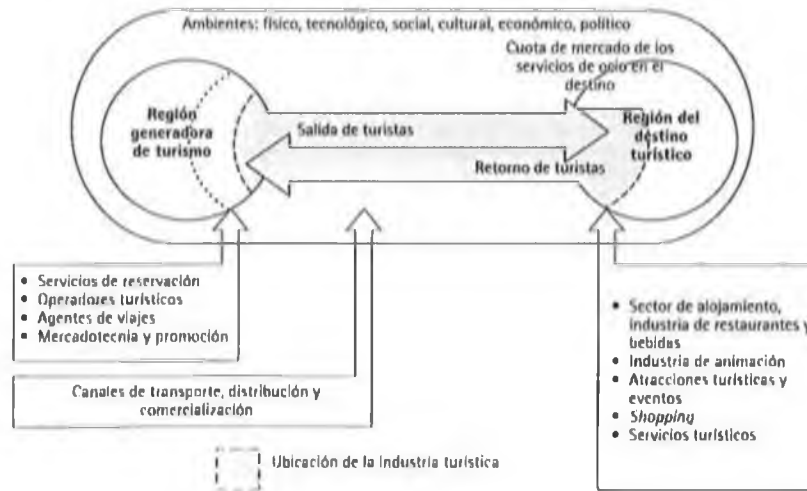 Ambientes: físico, tecnológico, social, cultural, económico, político
Cuota de mercado de los
servicios de ocio en el
destino
Región
generadora
de turismo
Salida de turistas
Región del
destino
turístico
Retorno de turistas
• Servicios de reservación
• Operadores turísticos
• Agentes de viajes
• Mercadotecnia y promoción
Canales de transporte, distribución y
comercialización
• Sector de alojamiento,
industria de restaurantes y
bebidas
• Industria de animación
• Atracciones turísticas y
eventos
• Shopping
• Servicios turísticos
Ubicación de la industria turística